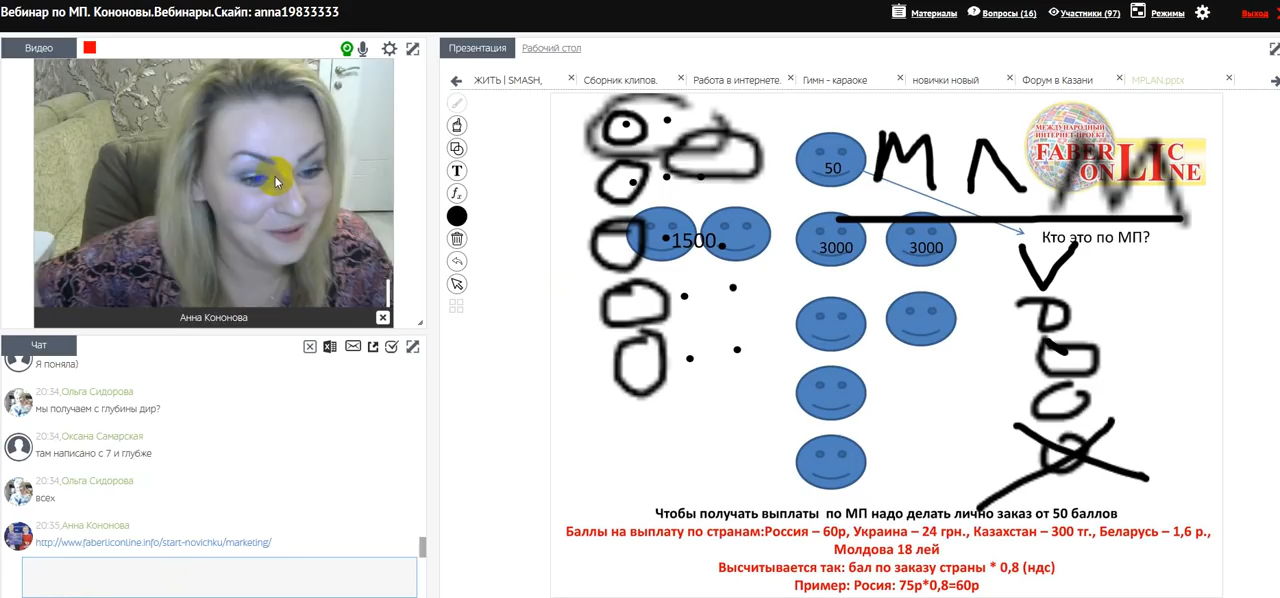 Вебинар по МП. Кононовы.Вебинары.Скайп: anna19833333
Материалы
Вопросы (16)
Участники (97)
Режимы
Выход
Видео
Анна Кононова
Чат
Я поняла)
20:34,Ольга Сидорова
мы получаем с глубины дир?
20:34,Оксана Самарская
там написано с 7 и глубже
20:34,Ольга Сидорова
всех
20:35,Анна Кононова
http://www.faberliconline.info/start-novichku/marketing/
Презентация
Рабочий стол
ЖИТЬ | SMASH,
Сборник клипов.
Работа в интернете.
Гимн - караоке
новички новый
Форум в Казани
MPLAN.pptx
T
fx
50
М Л М
МЕЖДУНАРОДНЫЙ
ИНТЕРНЕТ-ПРОЕКТ
FABERLIC
ONLINE
1500
3000
3000
Кто это по МП?
Чтобы получать выплаты по МП надо делать лично заказ от 50 баллов
Баллы на выплату по странам:Россия – 60р, Украина – 24 грн., Казахстан – 300 тг., Беларусь – 1,6 р.,
Молдова 18 лей
Высчитывается так: бал по заказу страны * 0,8 (ндс)
Пример: Росия: 75р*0,8=60р